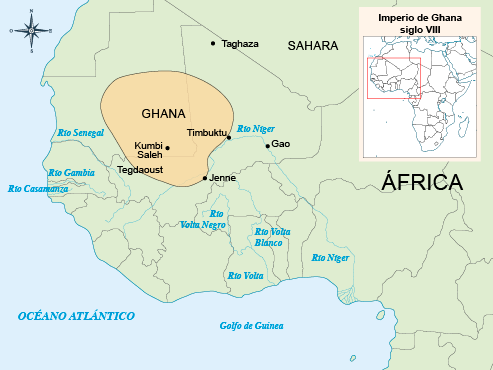 Imperio de Ghana
siglo VIII
N
O
E
S
Taghaza
SAHARA
GHANA
Timbuktu
Río Níger
Río Senegal
Kumbi
Saleh
Gao
Tegdaoust
Río Gambia
Jenne
ÁFRICA
Río Casamanza
Río
Volta Negro
Río Volta
Blanco
Río Níger
Río Volta
OCÉANO ATLÁNTICO
Golfo de Guinea